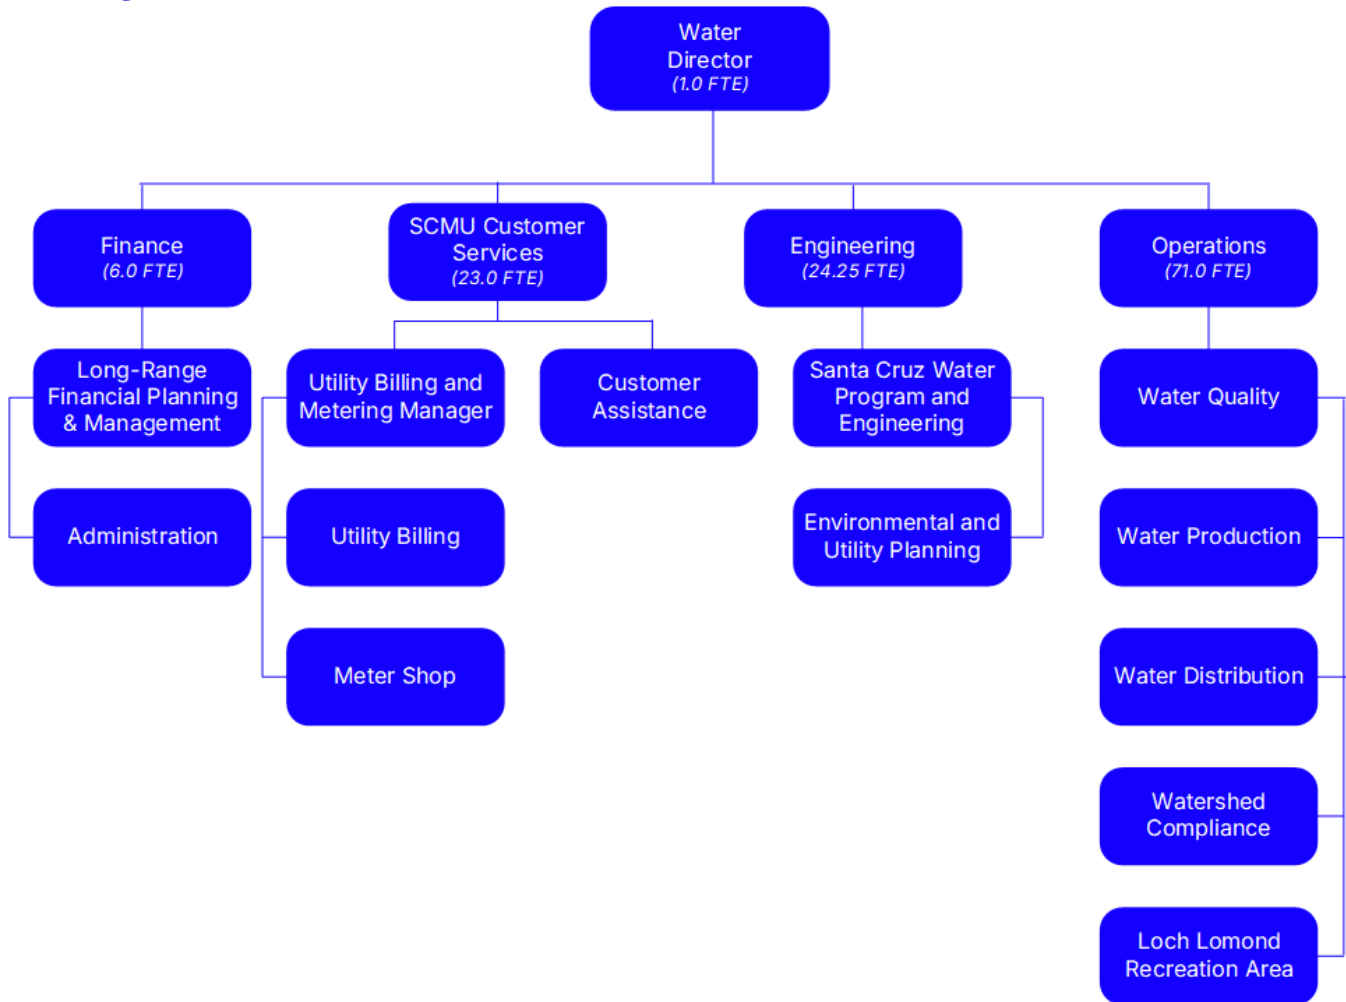 Water
Director
(1.0 FTE)
Finance
(6.0 FTE)
SCMU Customer
Services
(23.0 FTE)
Engineering
(24.25 FTE)
Operations
(71.0 FTE)
Long-Range
Financial Planning
& Management
Utility Billing and
Metering Manager
Customer
Assistance
Santa Cruz Water
Program and
Engineering
Water Quality
Administration
Utility Billing
Environmental and
Utility Planning
Water Production
Meter Shop
Water Distribution
Watershed
Compliance
Loch Lomond
Recreation Area